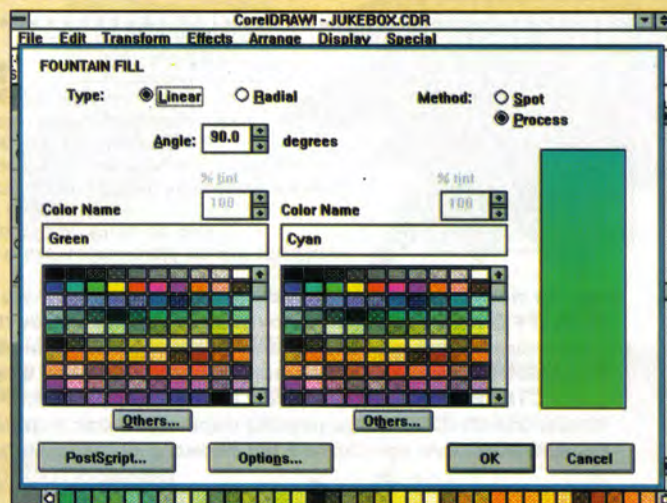 CorelDRAW! - JUKEBOX.CDR
File Edit Transform Effects Arrange Display Special
FOUNTAIN FILL
Type: Linear Radial Method: Spot
Process
Angle: 90.0 degrees
% tint % tint
Color Name 100 Color Name 100
Green Cyan
Others... Others...
PostScript... Options... OK Cancel